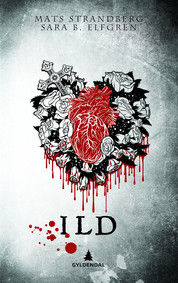 MATS STRANDBERG
SARA B. ELFGREN
ILD
GYLDENDAL